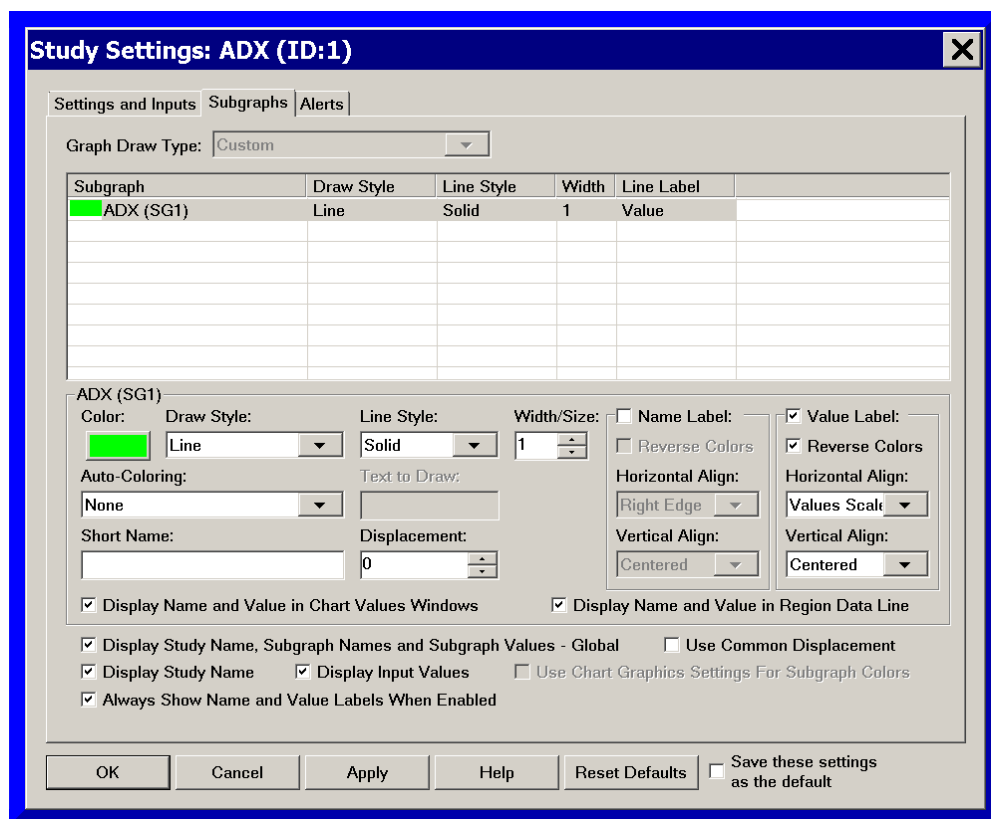 Study Settings: ADX (ID:1)
Settings and Inputs Subgraphs Alerts
Graph Draw Type: Custom
Subgraph Draw Style Line Style Width Line Label
ADX (SG1) Line Solid 1 Value
ADX (SG1)
Color: Draw Style: Line Style: Width/Size: Name Label: Value Label:
Line Solid 1 Reverse Colors Reverse Colors
Auto-Coloring: Text to Draw: Horizontal Align: Horizontal Align:
None Right Edge Values Scale
Short Name: Displacement: Vertical Align: Vertical Align:
0 Centered Centered
Display Name and Value in Chart Values Windows Display Name and Value in Region Data Line
Display Study Name, Subgraph Names and Subgraph Values - Global Use Common Displacement
Display Study Name Display Input Values Use Chart Graphics Settings For Subgraph Colors
Always Show Name and Value Labels When Enabled
OK Cancel Apply Help Reset Defaults Save these settings
as the default